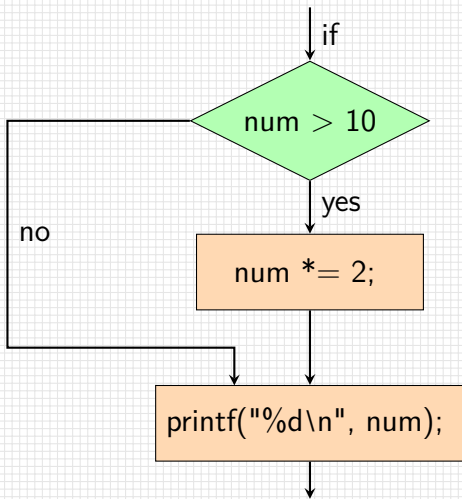 if
num > 10
yes
no
num *= 2;
printf("%d\n", num);